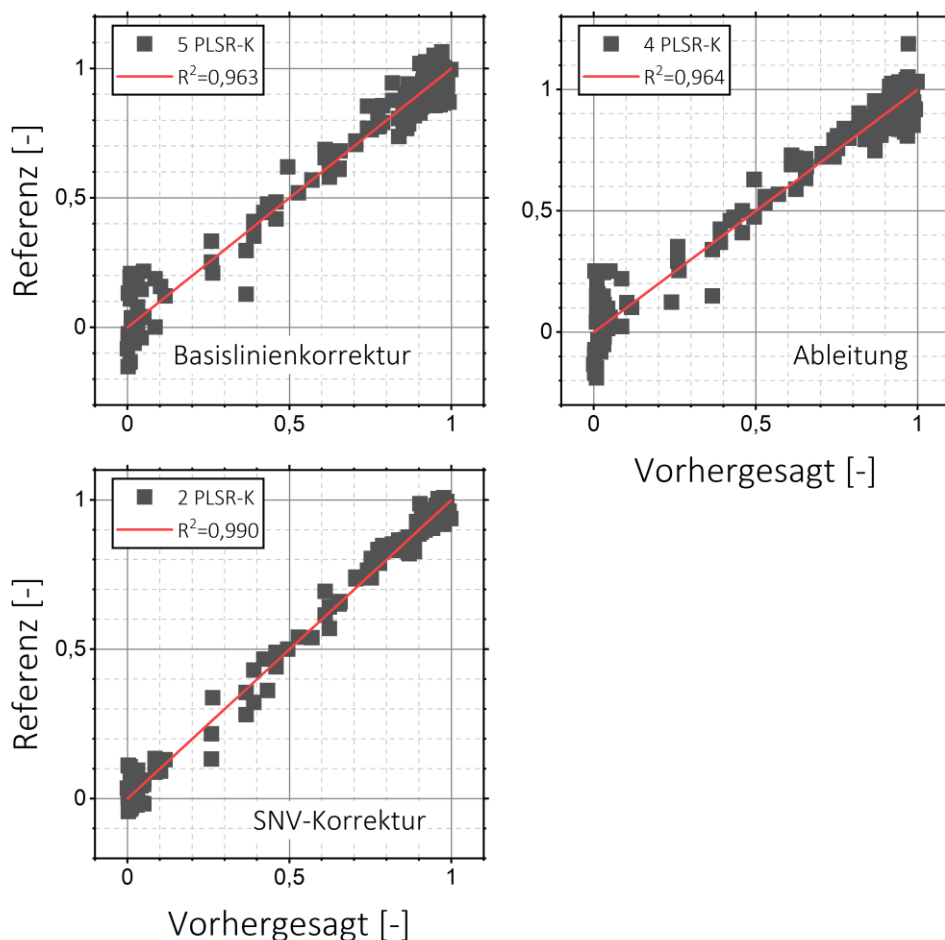 5 PLSR-K
R²=0,963
1
0,5
0
Referenz [-]
Basislinienkorrektur
0
0,5
1
4 PLSR-K
R²=0,964
1
0,5
0
Ableitung
0
0,5
1
Vorhergesagt [-]
2 PLSR-K
R²=0,990
1
0,5
0
Referenz [-]
SNV-Korrektur
0
0,5
1
Vorhergesagt [-]